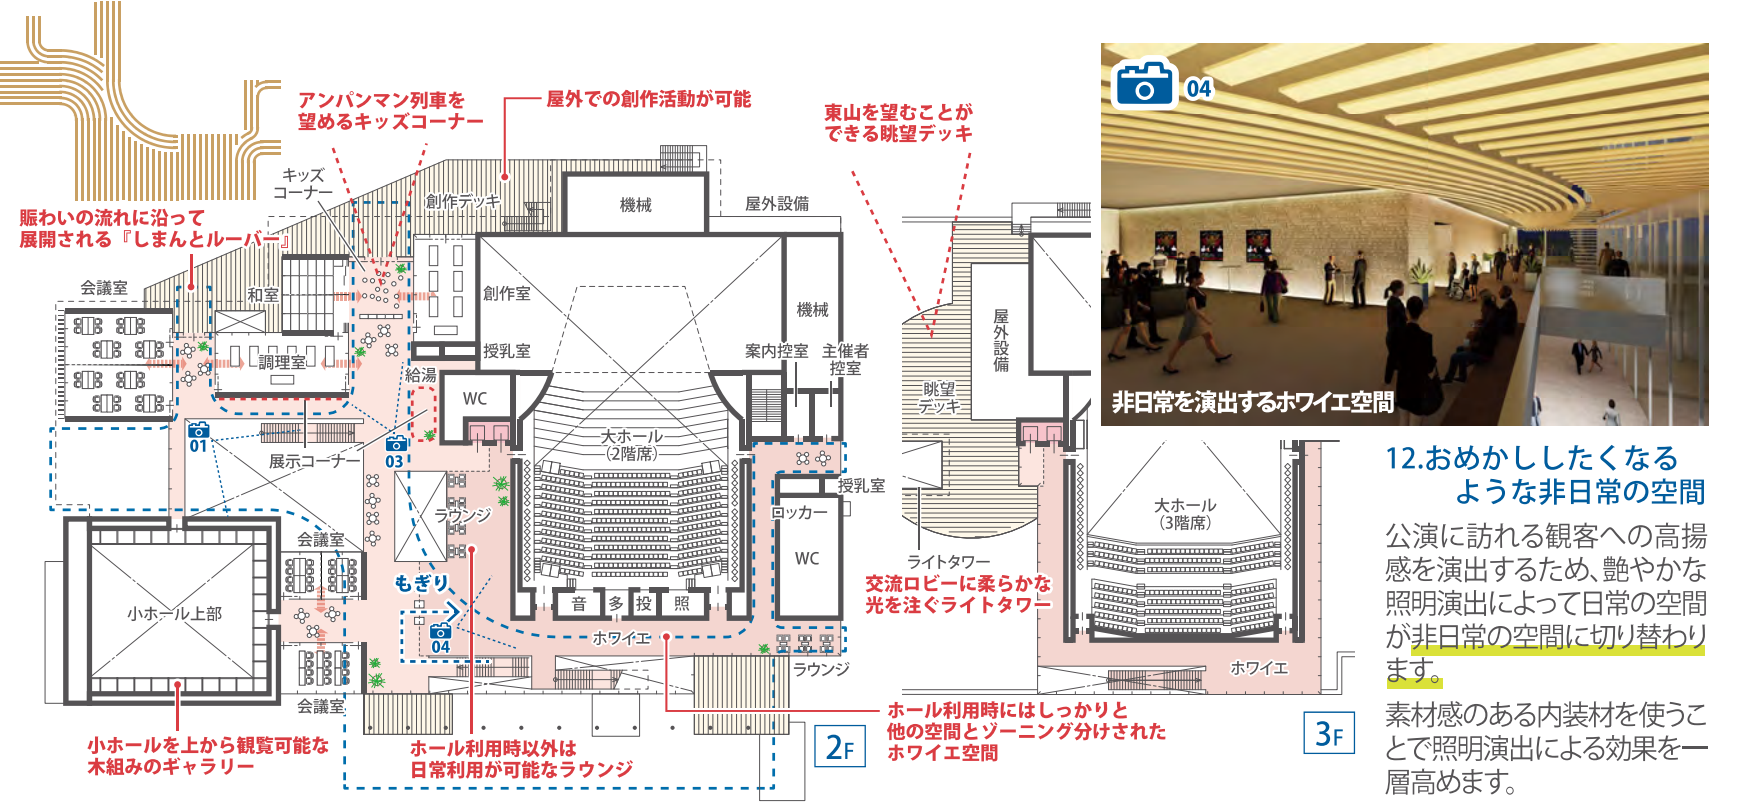 アンパンマン列車を
望めるキッズコーナー
屋外での創作活動が可能
東山を望むことが
できる眺望デッキ
04
非日常を演出するホワイエ空間
キッズ
コーナー
創作デッキ
機械
屋外設備
賑わいの流れに沿って
展開される『しまんとルーバー』
会議室
和室
創作室
機械
屋外設備
調理室
授乳室
給湯
案内控室
主催者
控室
WC
眺望
デッキ
01
展示コーナー
03
大ホール
(2階席)
授乳室
ラウンジ
ロッカー
大ホール
(3階席)
会議室
WC
ライトタワー
もぎり
交流ロビーに柔らかな
光を注ぐライトタワー
小ホール上部
音
多
投
照
04
ホワイエ
ラウンジ
ホワイエ
会議室
小ホールを上から観覧可能な
木組みのギャラリー
ホール利用時以外は
日常利用が可能なラウンジ
2F
ホール利用時にはしっかりと
他の空間とゾーニング分けされた
ホワイエ空間
3F
12.おめかししたくなる
ような非日常の空間
公演に訪れる観客への高揚
感を演出するため、艶やかな
照明演出によって日常の空間
が非日常の空間に切り替わり
ます。
素材感のある内装材を使うこ
とで照明演出による効果を一
層高めます。